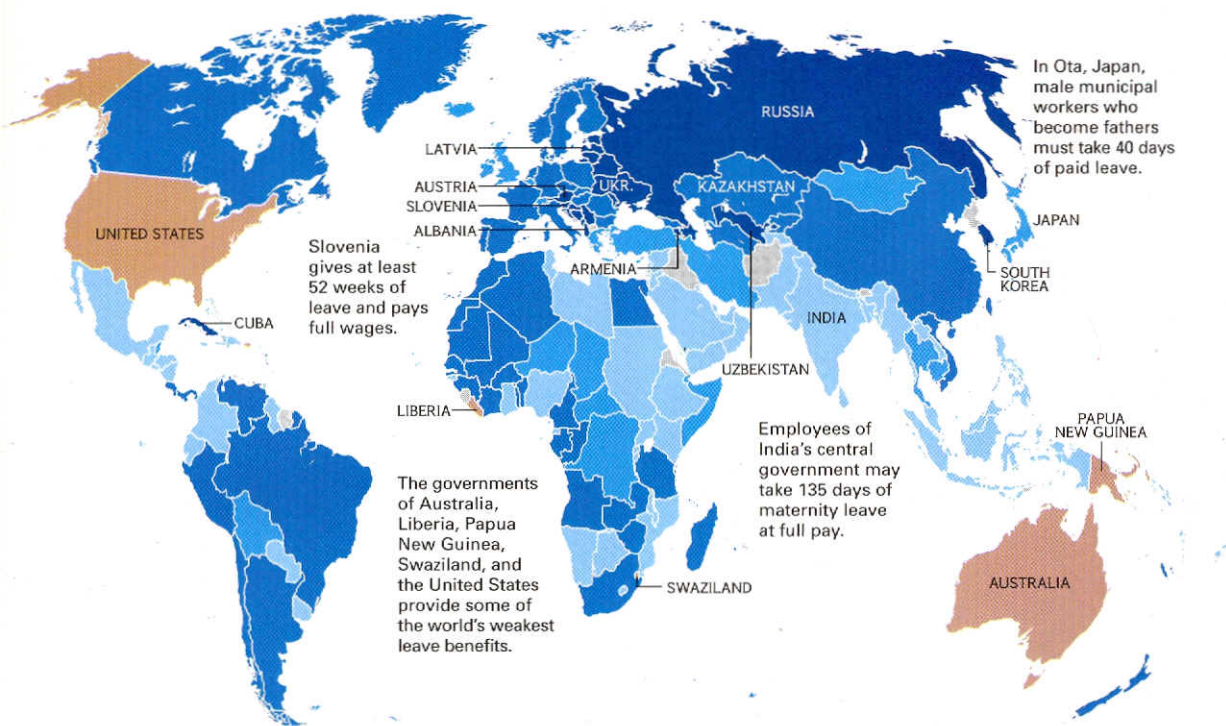 In Ota, Japan,
male municipal
workers who
become fathers
must take 40 days
of paid leave.
RUSSIA
LATVIA
AUSTRIA
UKR.
KAZAKHSTAN
SLOVENIA
ALBANIA
JAPAN
UNITED STATES
Slovenia
gives at least
52 weeks of
leave and pays
full wages.
ARMENIA
SOUTH
KOREA
CUBA
INDIA
UZBEKISTAN
LIBERIA
PAPUA
NEW GUINEA
Employees of
India's central
government may
take 135 days of
maternity leave
at full pay.
The governments
of Australia,
Liberia, Papua
New Guinea,
Swaziland, and
the United States
provide some of
the world's weakest
leave benefits.
SWAZILAND
AUSTRALIA